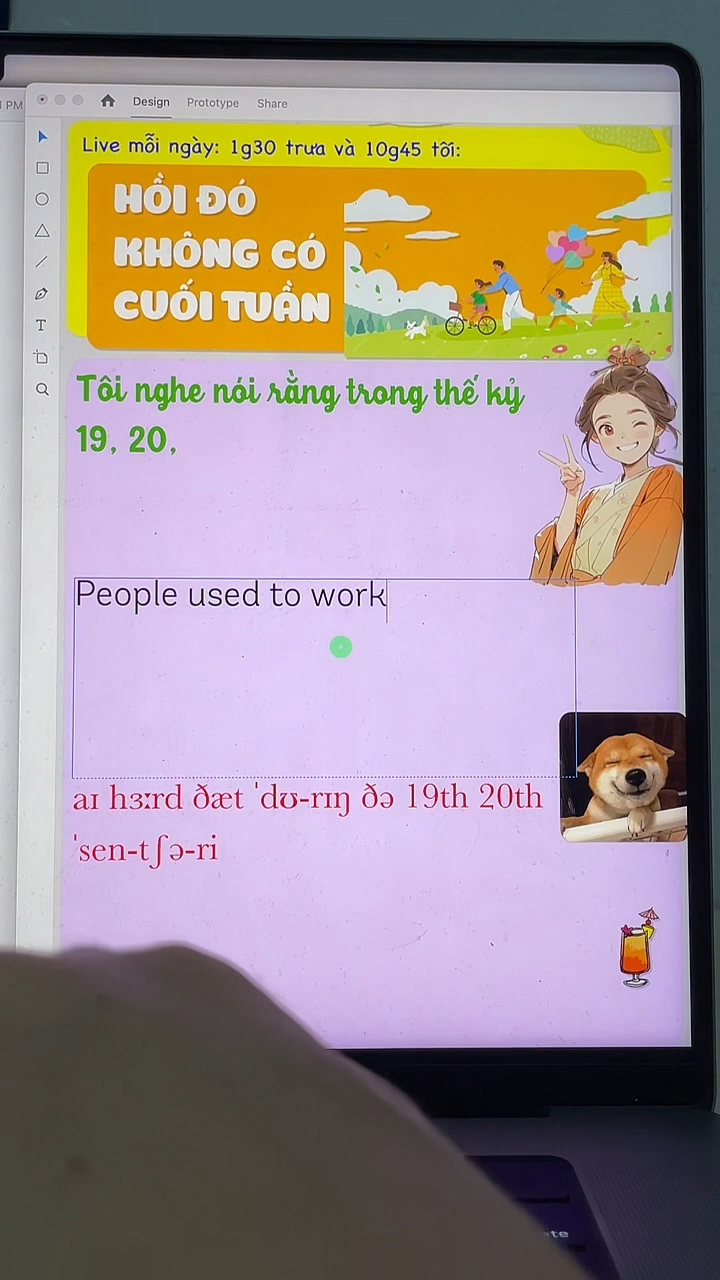 PM
Design Prototype Share
Live mỗi ngày: 1g30 trưa và 10g45 tối:
HỒI ĐÓ
KHÔNG CÓ
CUỐI TUẦN
Tôi nghe nói rằng trong thế kỷ
19, 20,
People used to work
aɪ hɜːrd ðæt ˈdʊ-rɪŋ ðə 19th 20th
ˈsen-tʃə-ri